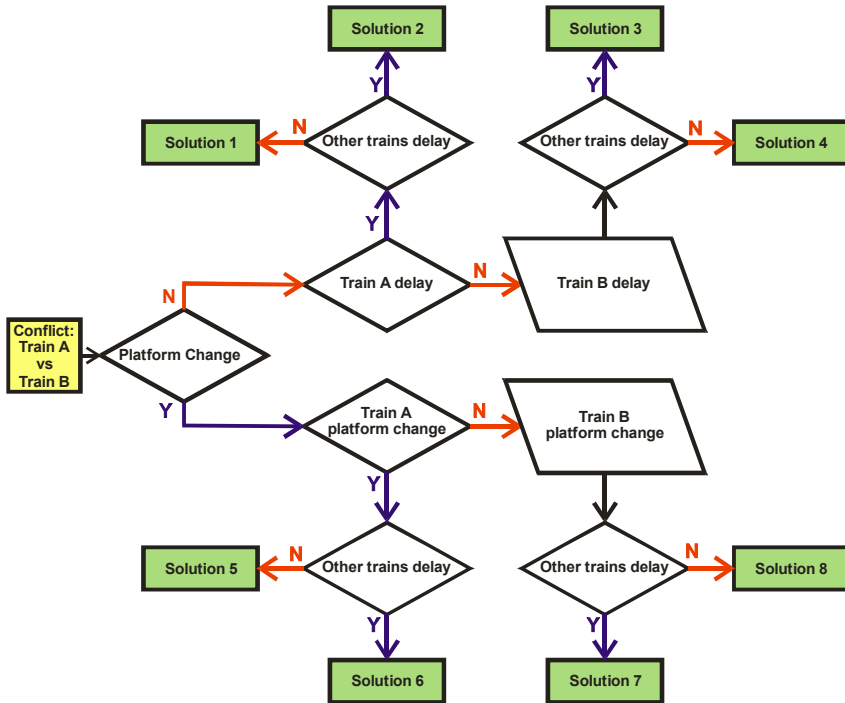 Solution 2
Solution 3
Y
Y
Solution 1
N
Other trains delay
Other trains delay
N
Solution 4
Y
Train A delay
N
Train B delay
N
Conflict:
Train A
vs
Train B
Platform Change
Y
Train A
platform change
N
Train B
platform change
Y
Solution 5
N
Other trains delay
Other trains delay
N
Solution 8
Y
Y
Solution 6
Solution 7